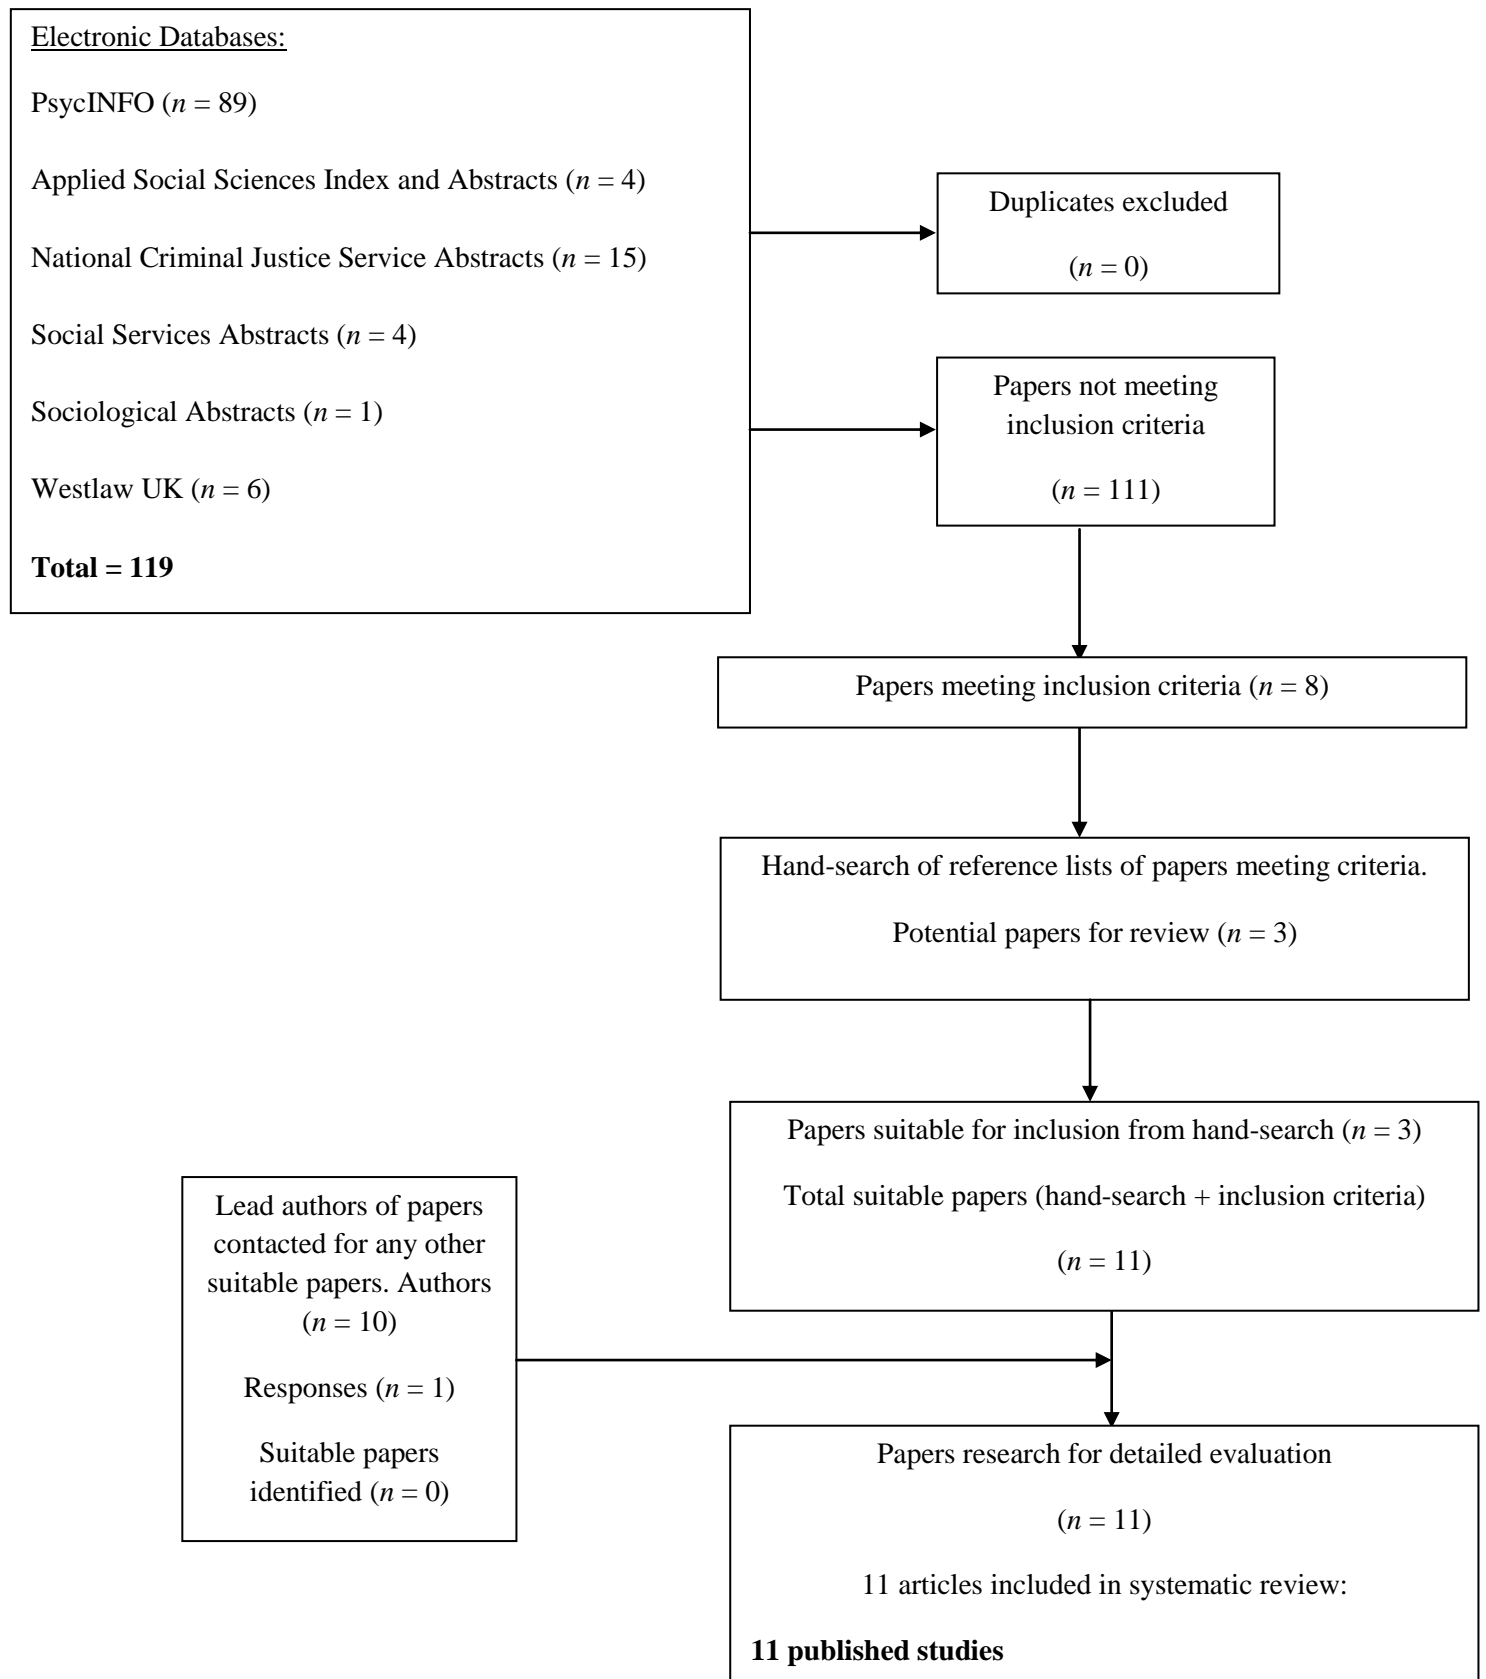 Electronic Databases:
PsycINFO (n = 89)
Applied Social Sciences Index and Abstracts (n = 4)
National Criminal Justice Service Abstracts (n = 15)
Social Services Abstracts (n = 4)
Sociological Abstracts (n = 1)
Westlaw UK (n = 6)
Total = 119
Duplicates excluded
(n = 0)
Papers not meeting
inclusion criteria
(n = 111)
Papers meeting inclusion criteria (n = 8)
Hand-search of reference lists of papers meeting criteria.
Potential papers for review (n = 3)
Papers suitable for inclusion from hand-search (n = 3)
Total suitable papers (hand-search + inclusion criteria)
(n = 11)
Lead authors of papers
contacted for any other
suitable papers. Authors
(n = 10)
Responses (n = 1)
Suitable papers
identified (n = 0)
Papers research for detailed evaluation
(n = 11)
11 articles included in systematic review:
11 published studies